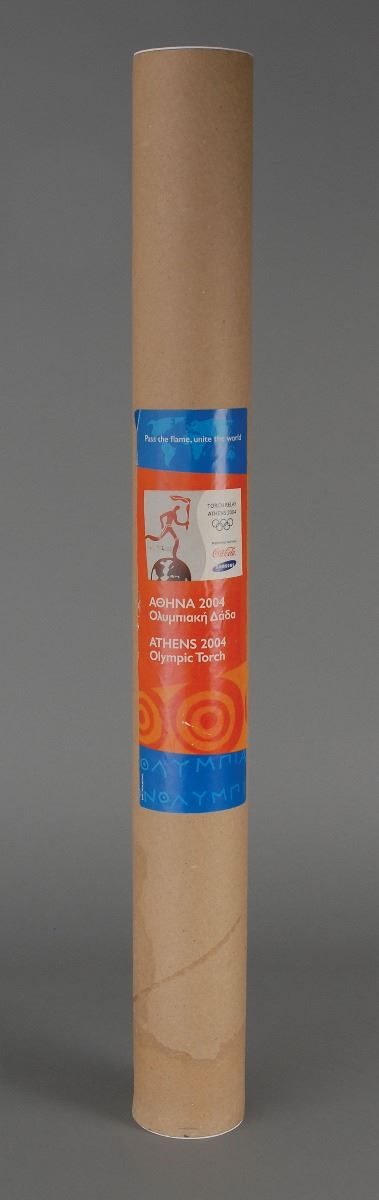 Pass the flame, unite the world
TORCH RELAY
ATHENS 2004
Coca-Cola
SAMSUNG
ΑΘΗΝΑ 2004
Ολυμπιακή Δάδα
ATHENS 2004
Olympic Torch
ΟΛΥΜΠΙΑ
ΝΟΛΥΜΠΙ